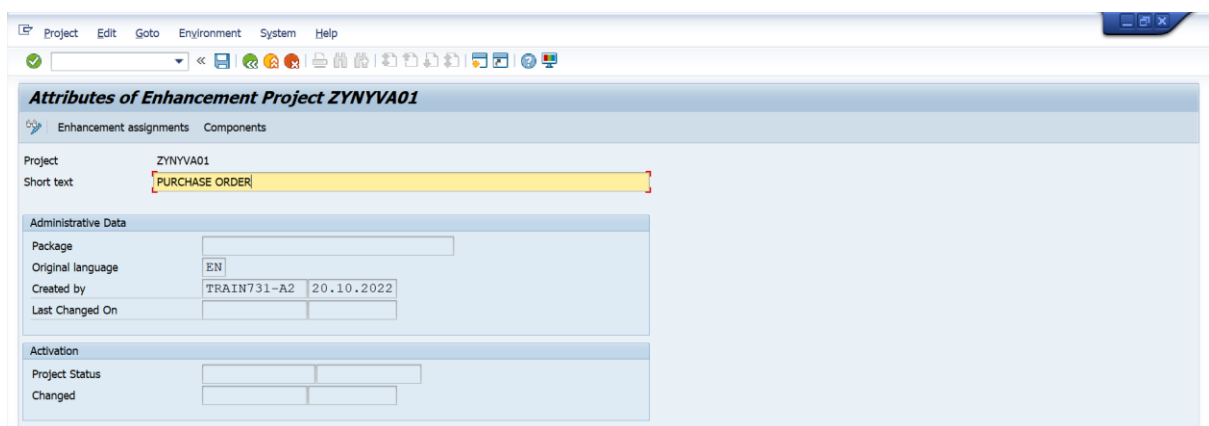 Project Edit Goto Environment System Help
Attributes of Enhancement Project ZYNYVA01
Enhancement assignments Components
Project ZYNYVA01
Short text PURCHASE ORDER
Administrative Data
Package
Original language EN
Created by TRAIN731-A2 20.10.2022
Last Changed On
Activation
Project Status
Changed